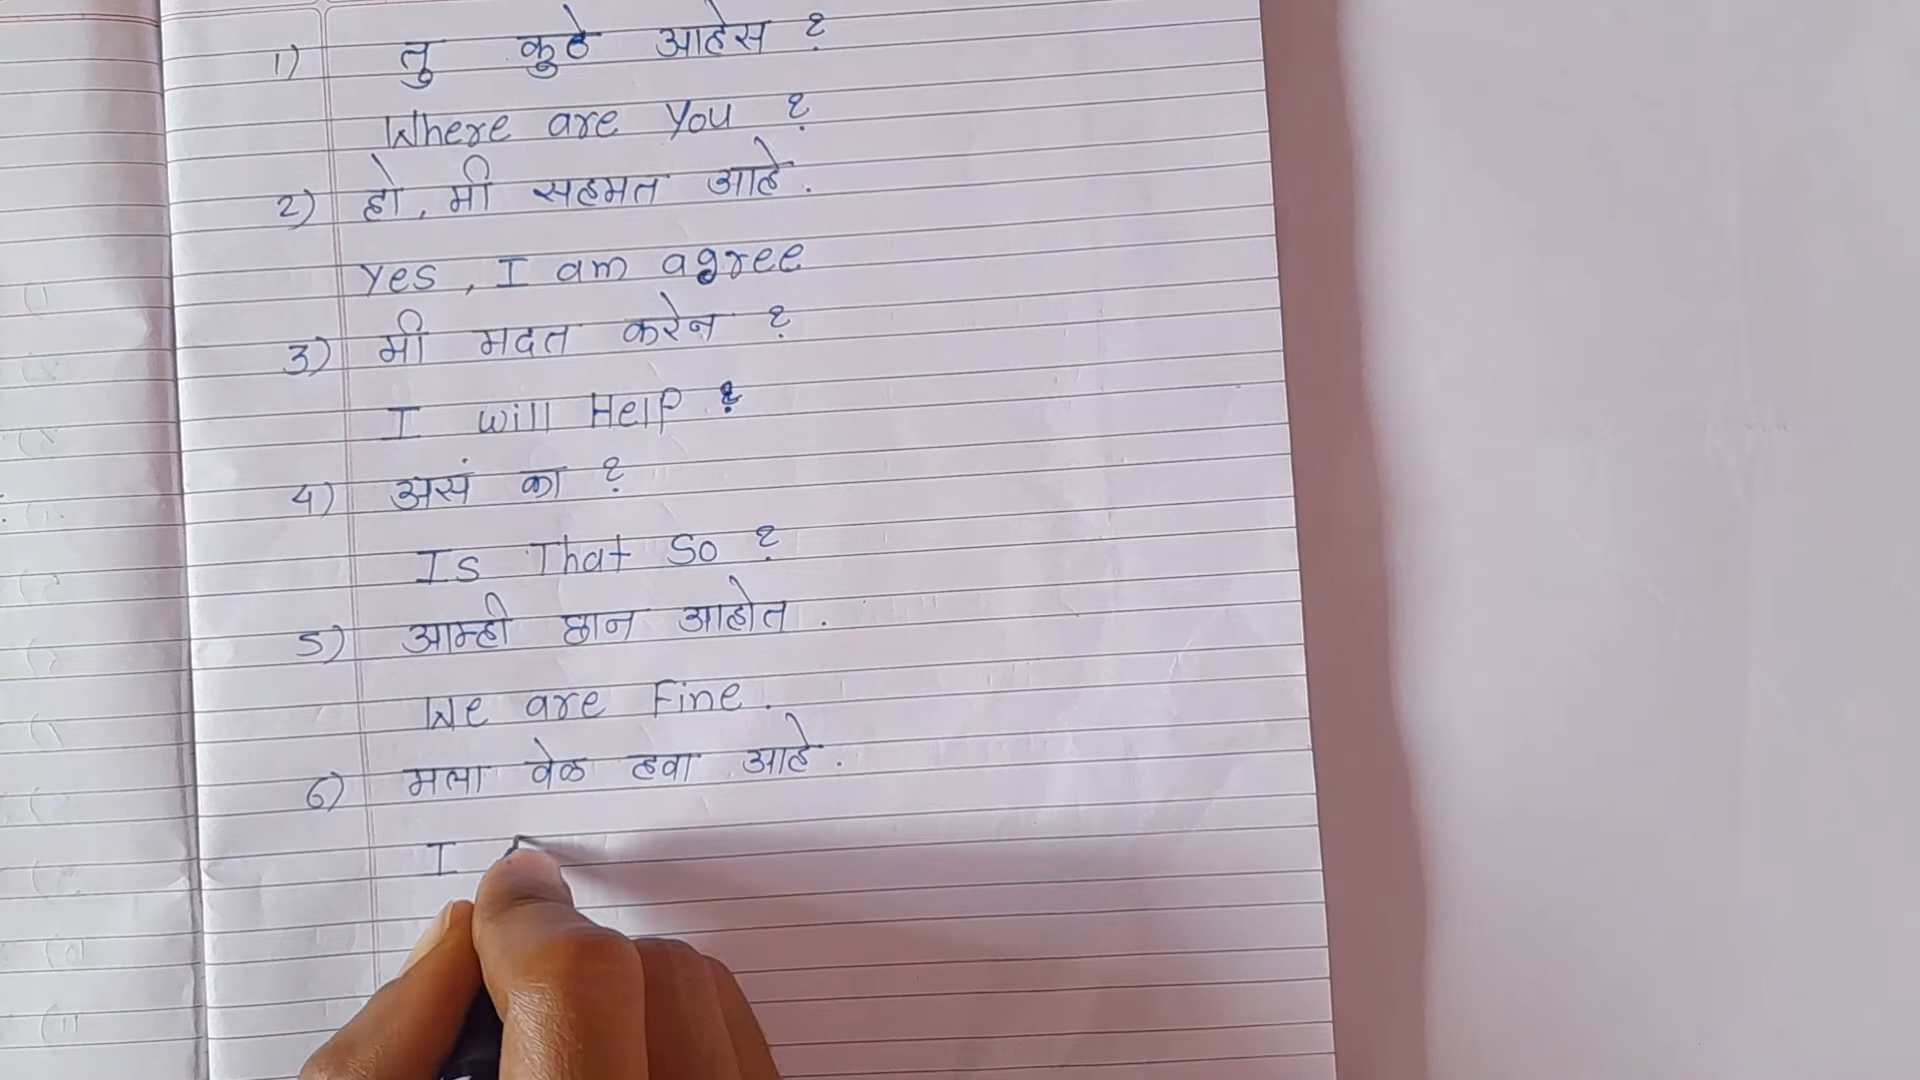 1) तु कुठे आहेस ?
Where are You ?
2) हो, मी सहमत आहे.
Yes, I am agree
3) मी मदत करेन ?
I will Help ?
4) असं का ?
Is That So ?
5) आम्ही छान आहोत.
We are Fine.
6) मला वेळ हवा आहे.
I